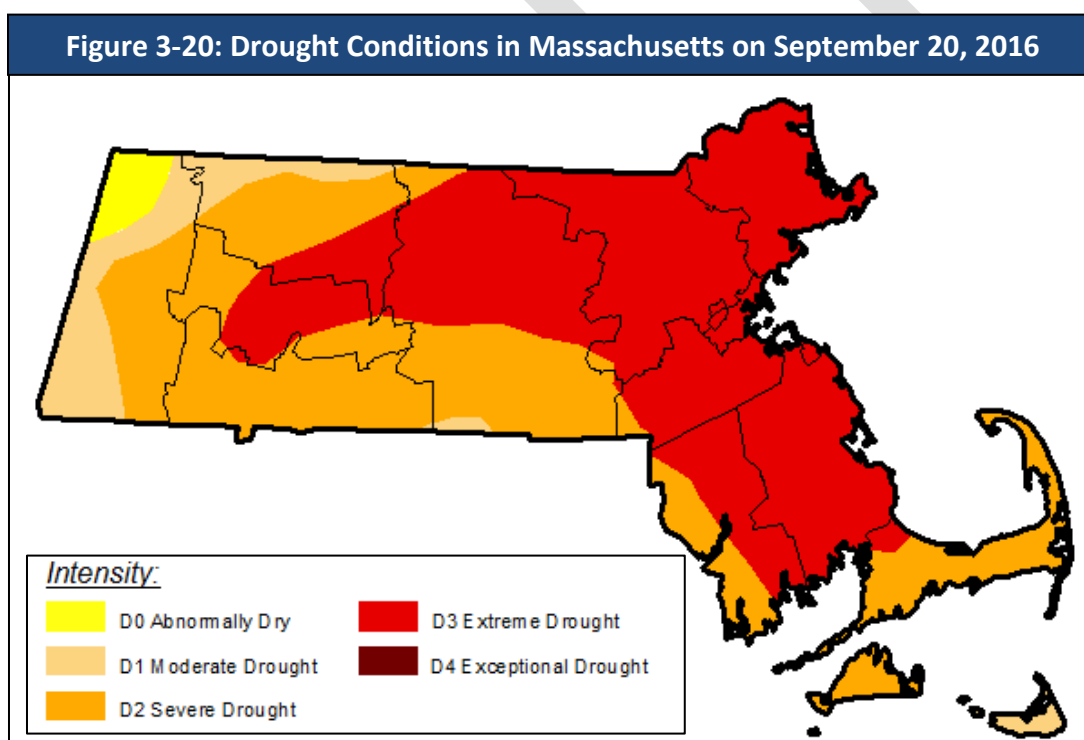 Figure 3-20: Drought Conditions in Massachusetts on September 20, 2016
Intensity:
D0 Abnormally Dry
D1 Moderate Drought
D2 Severe Drought
D3 Extreme Drought
D4 Exceptional Drought